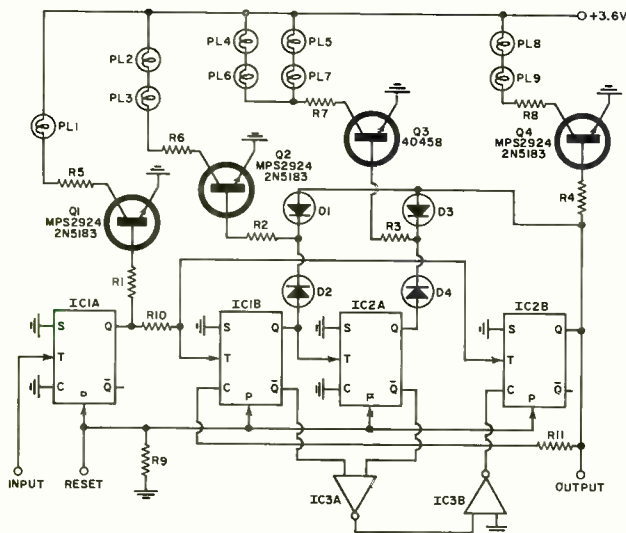 +3.6V
PL4 PL5 PL8
PL2
PL6 PL7 PL9
PL3
R7 R8
PL1
Q3
40458
Q4
MPS2924
2N5183
R6
Q2
MPS2924
2N5183
R5
R4
Q1
MPS2924
2N5183
D1 D3
R2 R3
R1
D2 D4
IC1A IC1B IC2A IC2B
R10
S Q S Q S Q S Q
T T T T
C Q̅ C Q̅ C Q̅ C Q̅
P P P P
R11
R9
INPUT RESET OUTPUT
IC3A IC3B